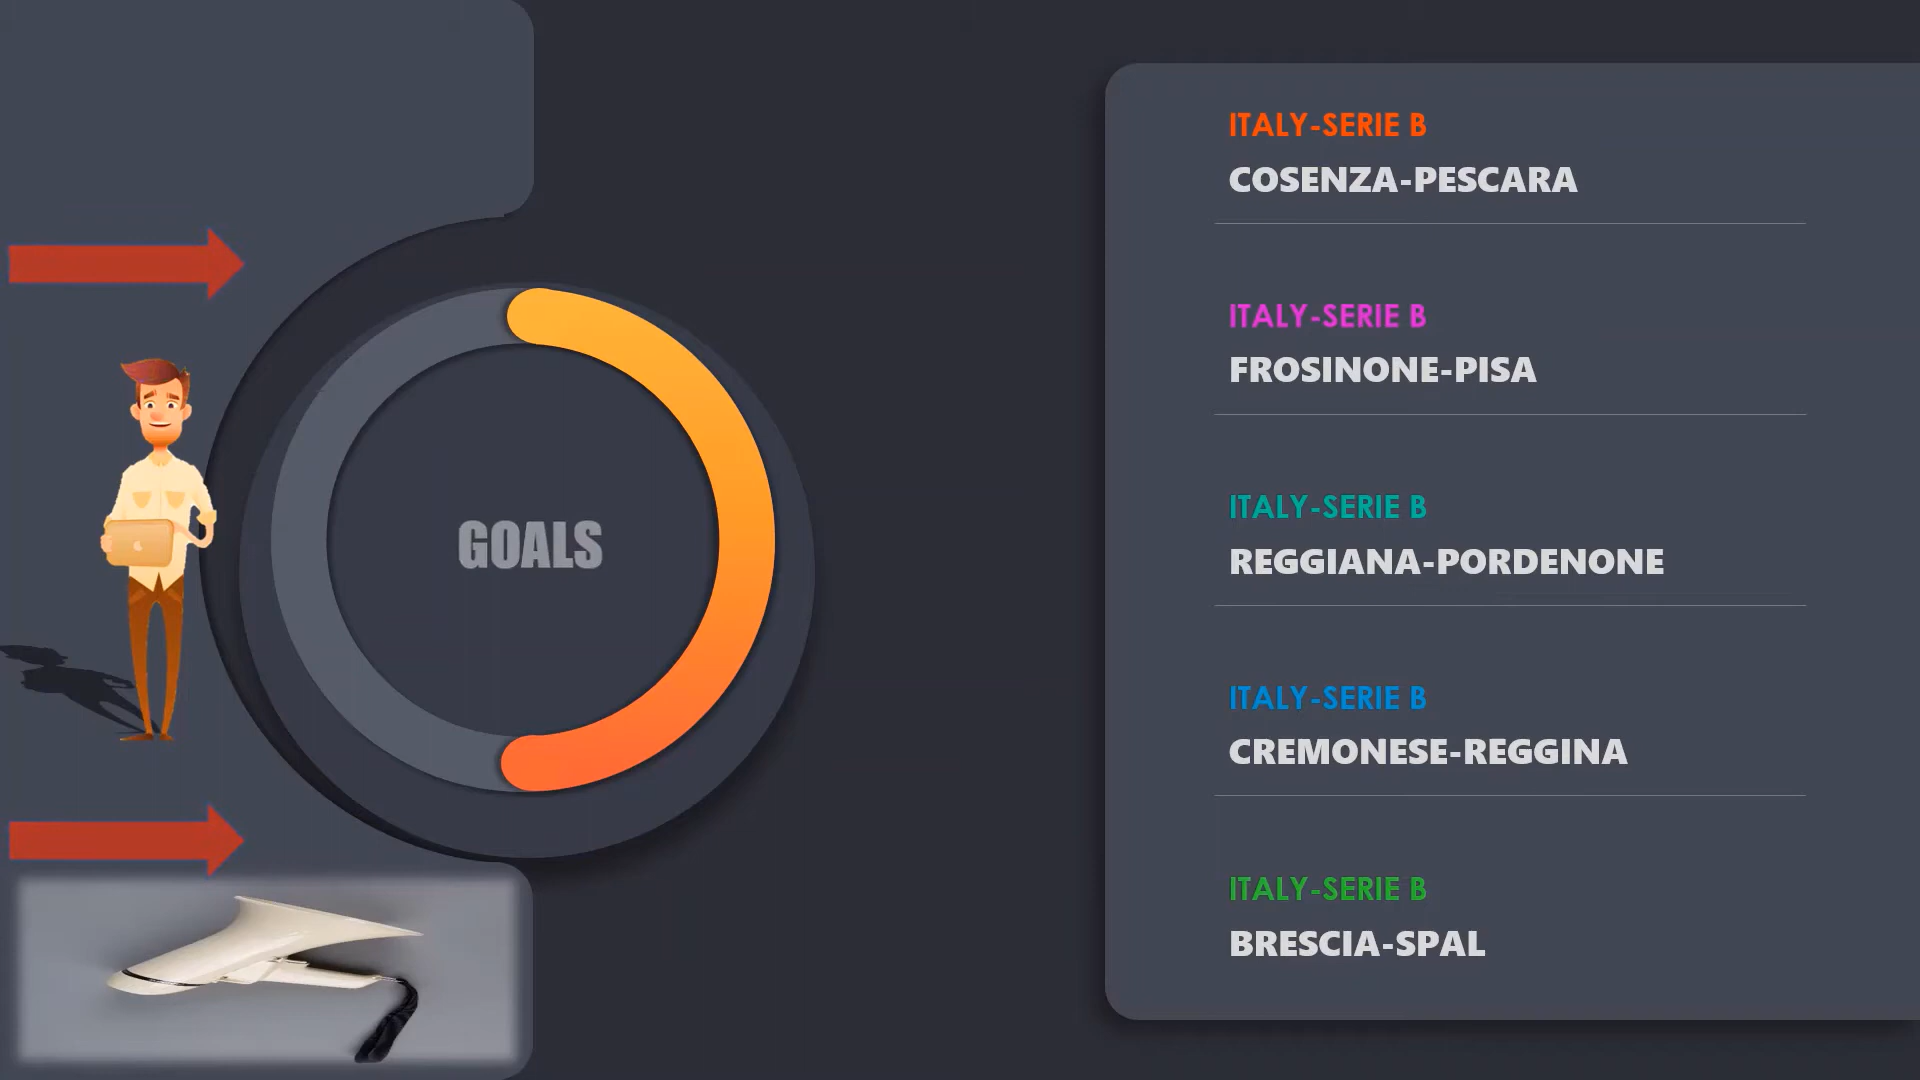 GOALS
ITALY-SERIE B
COSENZA-PESCARA
ITALY-SERIE B
FROSINONE-PISA
ITALY-SERIE B
REGGIANA-PORDENONE
ITALY-SERIE B
CREMONESE-REGGINA
ITALY-SERIE B
BRESCIA-SPAL